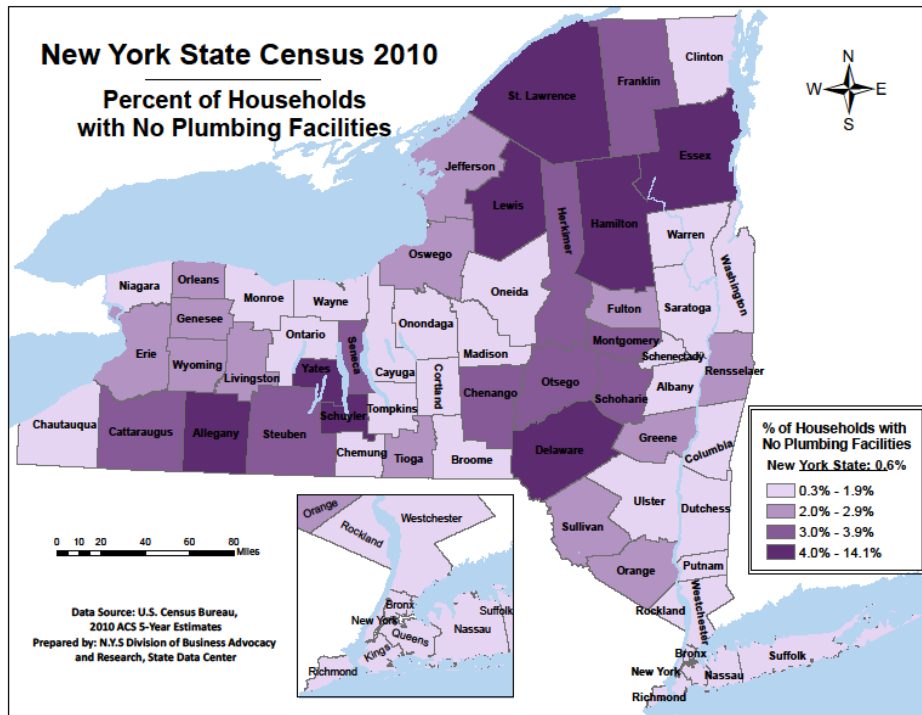 New York State Census 2010
Percent of Households
with No Plumbing Facilities
N
W
E
S
Clinton
Franklin
St. Lawrence
Essex
Jefferson
Lewis
Herkimer
Hamilton
Warren
Washington
Oswego
Oneida
Fulton
Saratoga
Niagara
Orleans
Monroe
Wayne
Genesee
Onondaga
Ontario
Madison
Montgomery
Schenectady
Erie
Wyoming
Livingston
Yates
Seneca
Cayuga
Cortland
Chenango
Otsego
Schoharie
Albany
Rensselaer
Chautauqua
Cattaraugus
Allegany
Steuben
Schuyler
Tompkins
Chemung
Tioga
Broome
Delaware
Greene
Columbia
Ulster
Dutchess
Sullivan
Orange
Putnam
Rockland
Westchester
Bronx
New York
Richmond
Nassau
Suffolk
% of Households with
No Plumbing Facilities
New York State: 0.6%
0.3% - 1.9%
2.0% - 2.9%
3.0% - 3.9%
4.0% - 14.1%
0 10 20 40 60 80
Miles
Data Source: U.S. Census Bureau,
2010 ACS 5-Year Estimates
Prepared by: N.Y.S Division of Business Advocacy
and Research, State Data Center
Orange
Rockland
Westchester
Bronx
New York
Queens
Kings
Richmond
Nassau
Suffolk